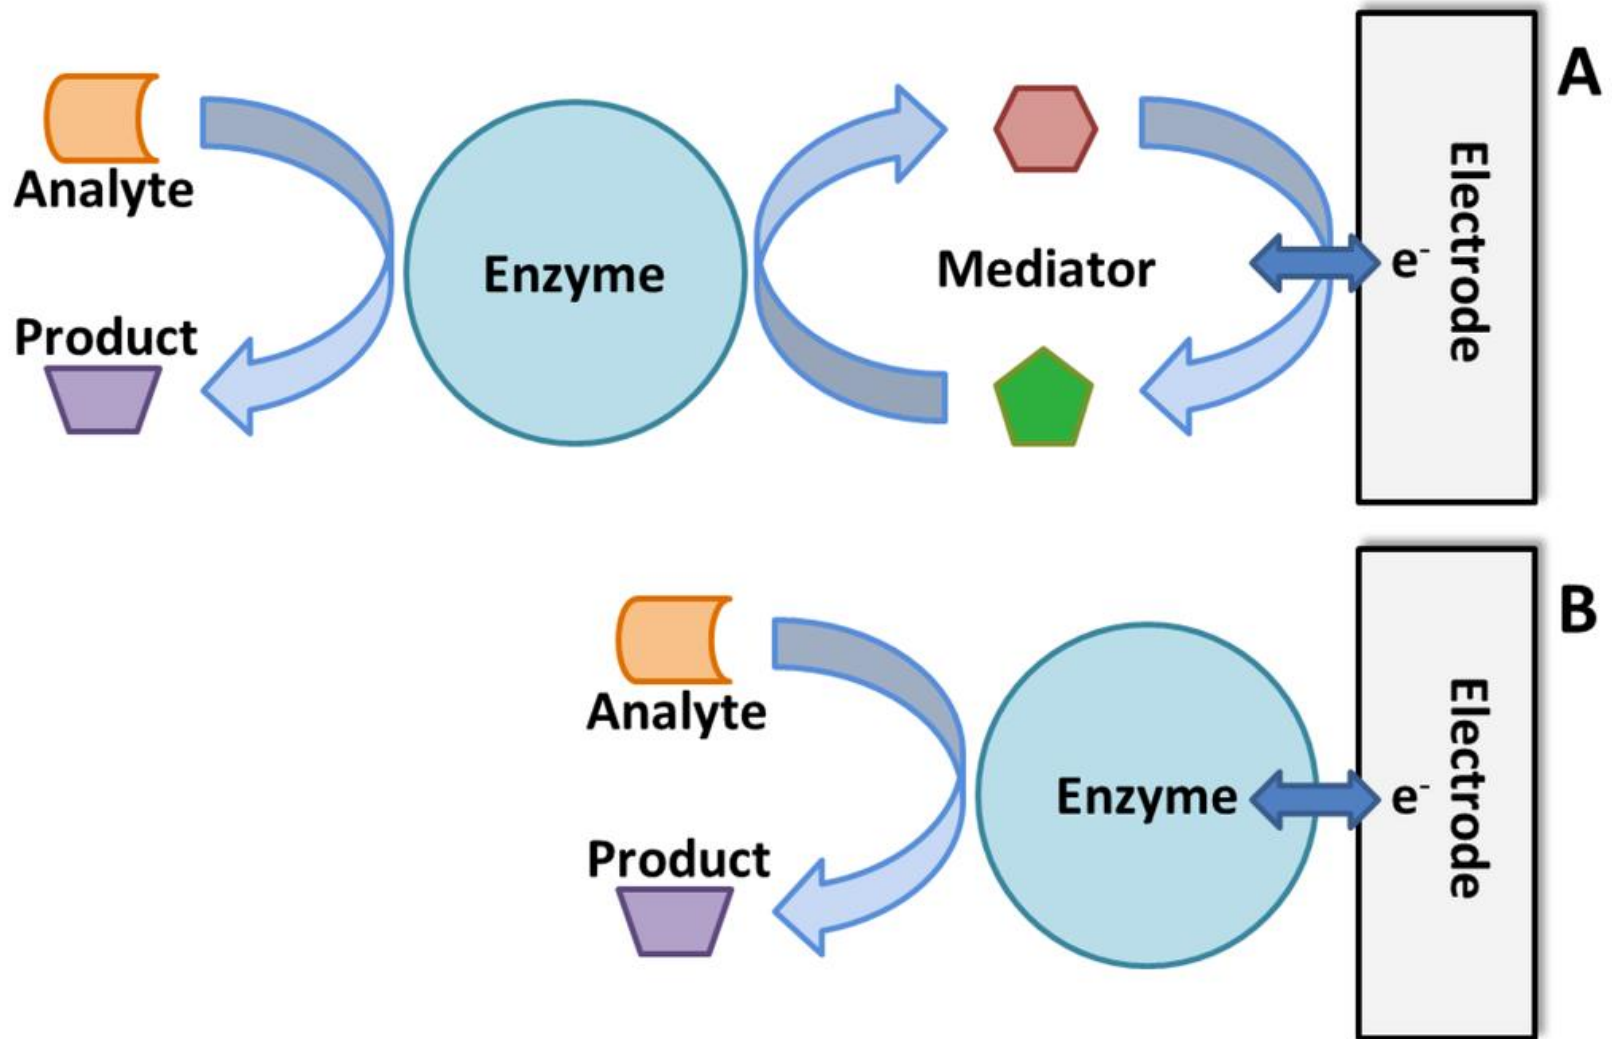 A
Analyte
Enzyme
Mediator
e⁻
Electrode
Product
B
Analyte
Enzyme
e⁻
Electrode
Product